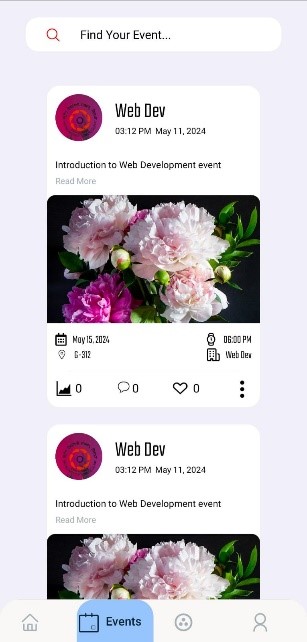 Find Your Event...
Web Dev
03:12 PM May 11, 2024
Introduction to Web Development event
Read More
May 15, 2024
06:00 PM
G-312
Web Dev
0
0
0
Web Dev
03:12 PM May 11, 2024
Introduction to Web Development event
Read More
Events